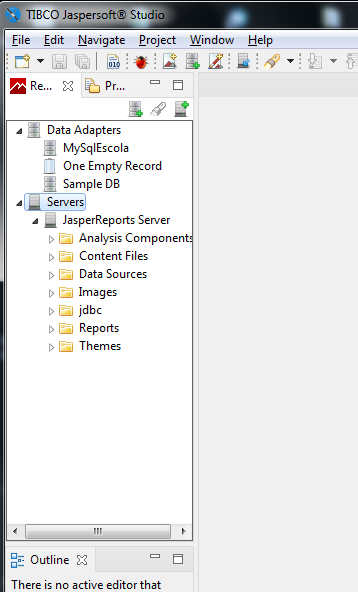 TIBCO Jaspersoft® Studio
File Edit Navigate Project Window Help
010
Re... Pr...
Data Adapters
MySqlEscola
One Empty Record
Sample DB
Servers
JasperReports Server
Analysis Components
Content Files
Data Sources
Images
jdbc
Reports
Themes
Outline
There is no active editor that